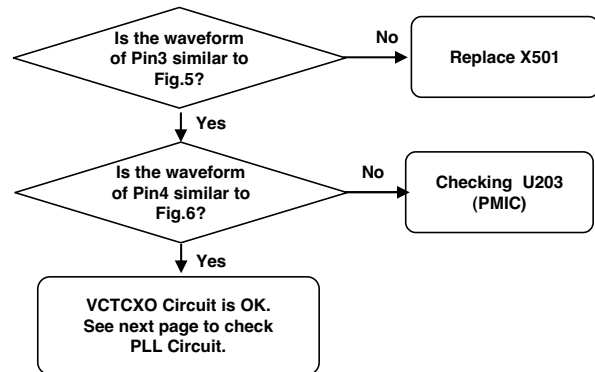 Is the waveform
of Pin3 similar to
Fig.5?
No
Replace X501
Yes
Is the waveform
of Pin4 similar to
Fig.6?
No
Checking U203
(PMIC)
Yes
VCTCXO Circuit is OK.
See next page to check
PLL Circuit.